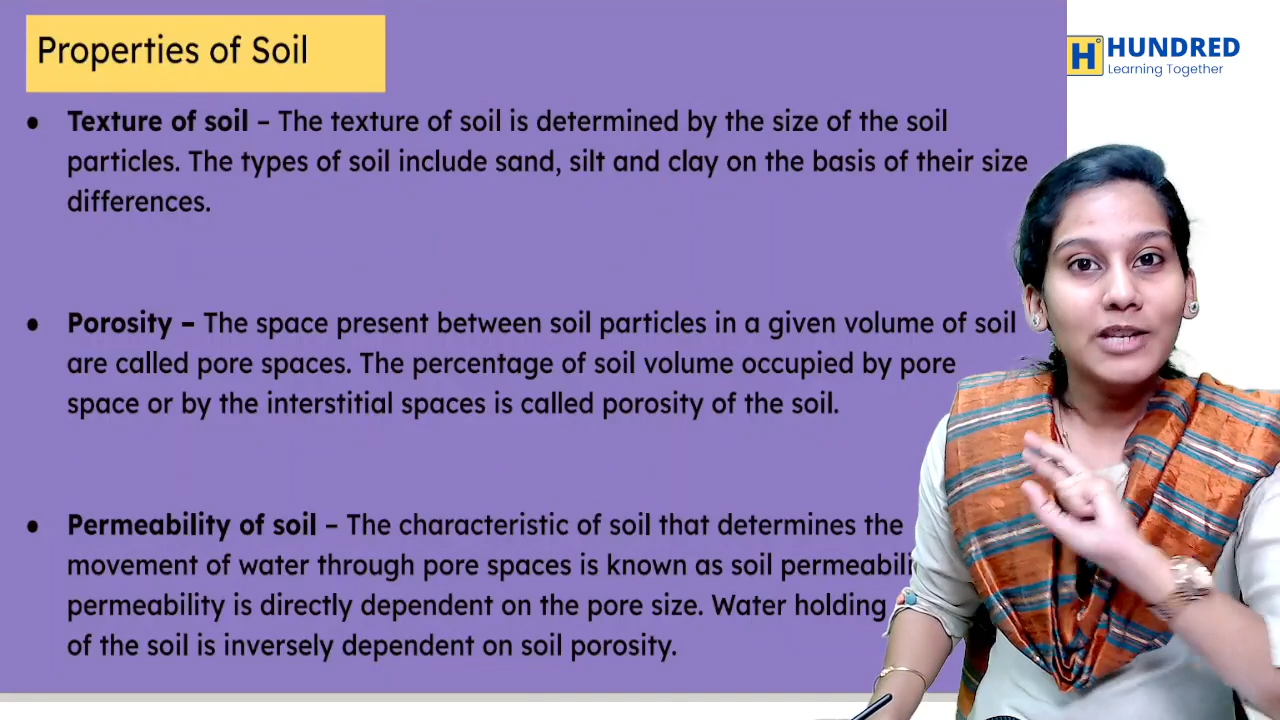 Properties of Soil
H HUNDRED
Learning Together
● Texture of soil – The texture of soil is determined by the size of the soil
particles. The types of soil include sand, silt and clay on the basis of their size
differences.
● Porosity – The space present between soil particles in a given volume of soil
are called pore spaces. The percentage of soil volume occupied by pore
space or by the interstitial spaces is called porosity of the soil.
● Permeability of soil – The characteristic of soil that determines the
movement of water through pore spaces is known as soil permeabili
permeability is directly dependent on the pore size. Water holding
of the soil is inversely dependent on soil porosity.